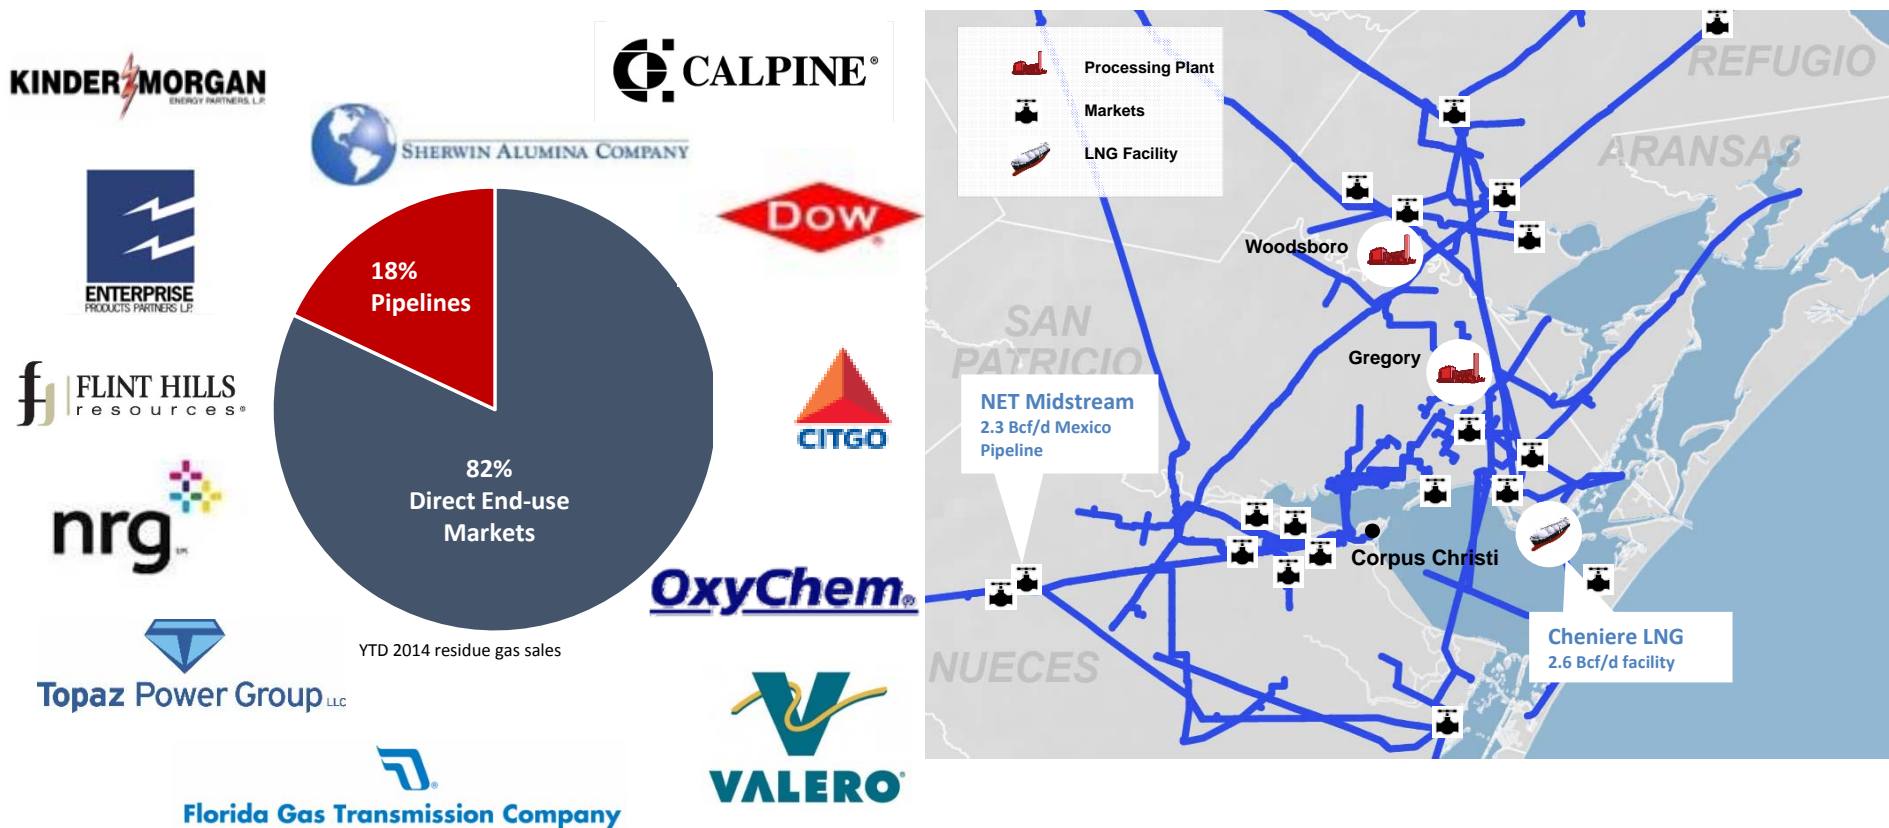 KINDER MORGAN
ENERGY PARTNERS, L.P.
CALPINE®
SHERWIN ALUMINA COMPANY
ENTERPRISE
PRODUCTS PARTNERS L.P.
DOW®
FLINT HILLS
resources®
CITGO
nrg
OxyChem®
Topaz Power Group LLC
VALERO®
Florida Gas Transmission Company
18%
Pipelines
82%
Direct End-use
Markets
YTD 2014 residue gas sales
Processing Plant
Markets
LNG Facility
REFUGIO
ARANSAS
Woodsboro
SAN
PATRICIO
Gregory
NET Midstream
2.3 Bcf/d Mexico
Pipeline
Corpus Christi
NUECES
Cheniere LNG
2.6 Bcf/d facility